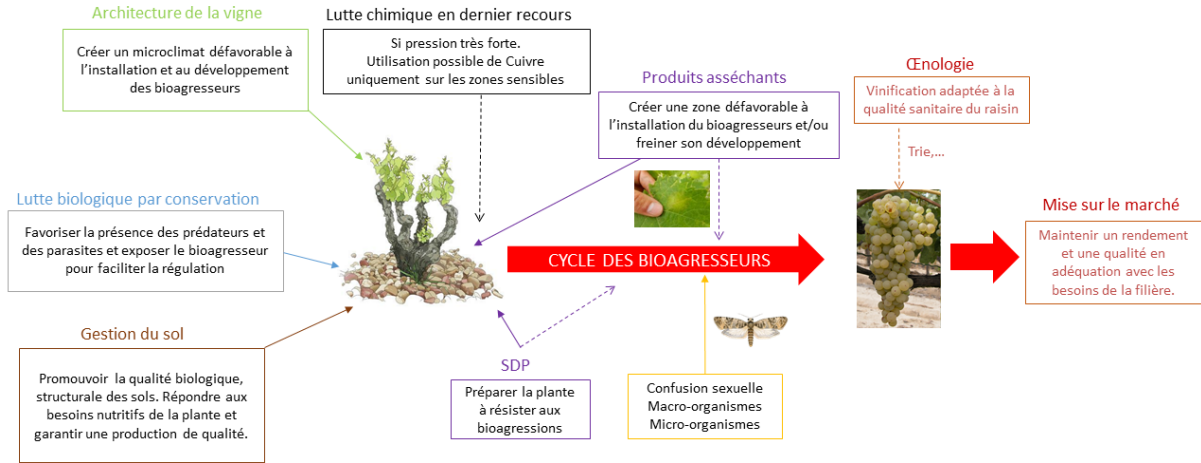 Architecture de la vigne
Créer un microclimat défavorable à
l'installation et au développement
des bioagresseurs
Lutte chimique en dernier recours
Si pression très forte.
Utilisation possible de Cuivre
uniquement sur les zones sensibles
Produits asséchants
Créer une zone défavorable à
l'installation du bioagresseurs et/ou
freiner son développement
Œnologie
Vinification adaptée à la
qualité sanitaire du raisin
Trie,...
Lutte biologique par conservation
Favoriser la présence des prédateurs et
des parasites et exposer le bioagresseur
pour faciliter la régulation
CYCLE DES BIOAGRESSEURS
Mise sur le marché
Maintenir un rendement
et une qualité en
adéquation avec les
besoins de la filière.
Gestion du sol
Promouvoir la qualité biologique,
structurale des sols. Répondre aux
besoins nutritifs de la plante et
garantir une production de qualité.
SDP
Préparer la plante
à résister aux
bioagressions
Confusion sexuelle
Macro-organismes
Micro-organismes